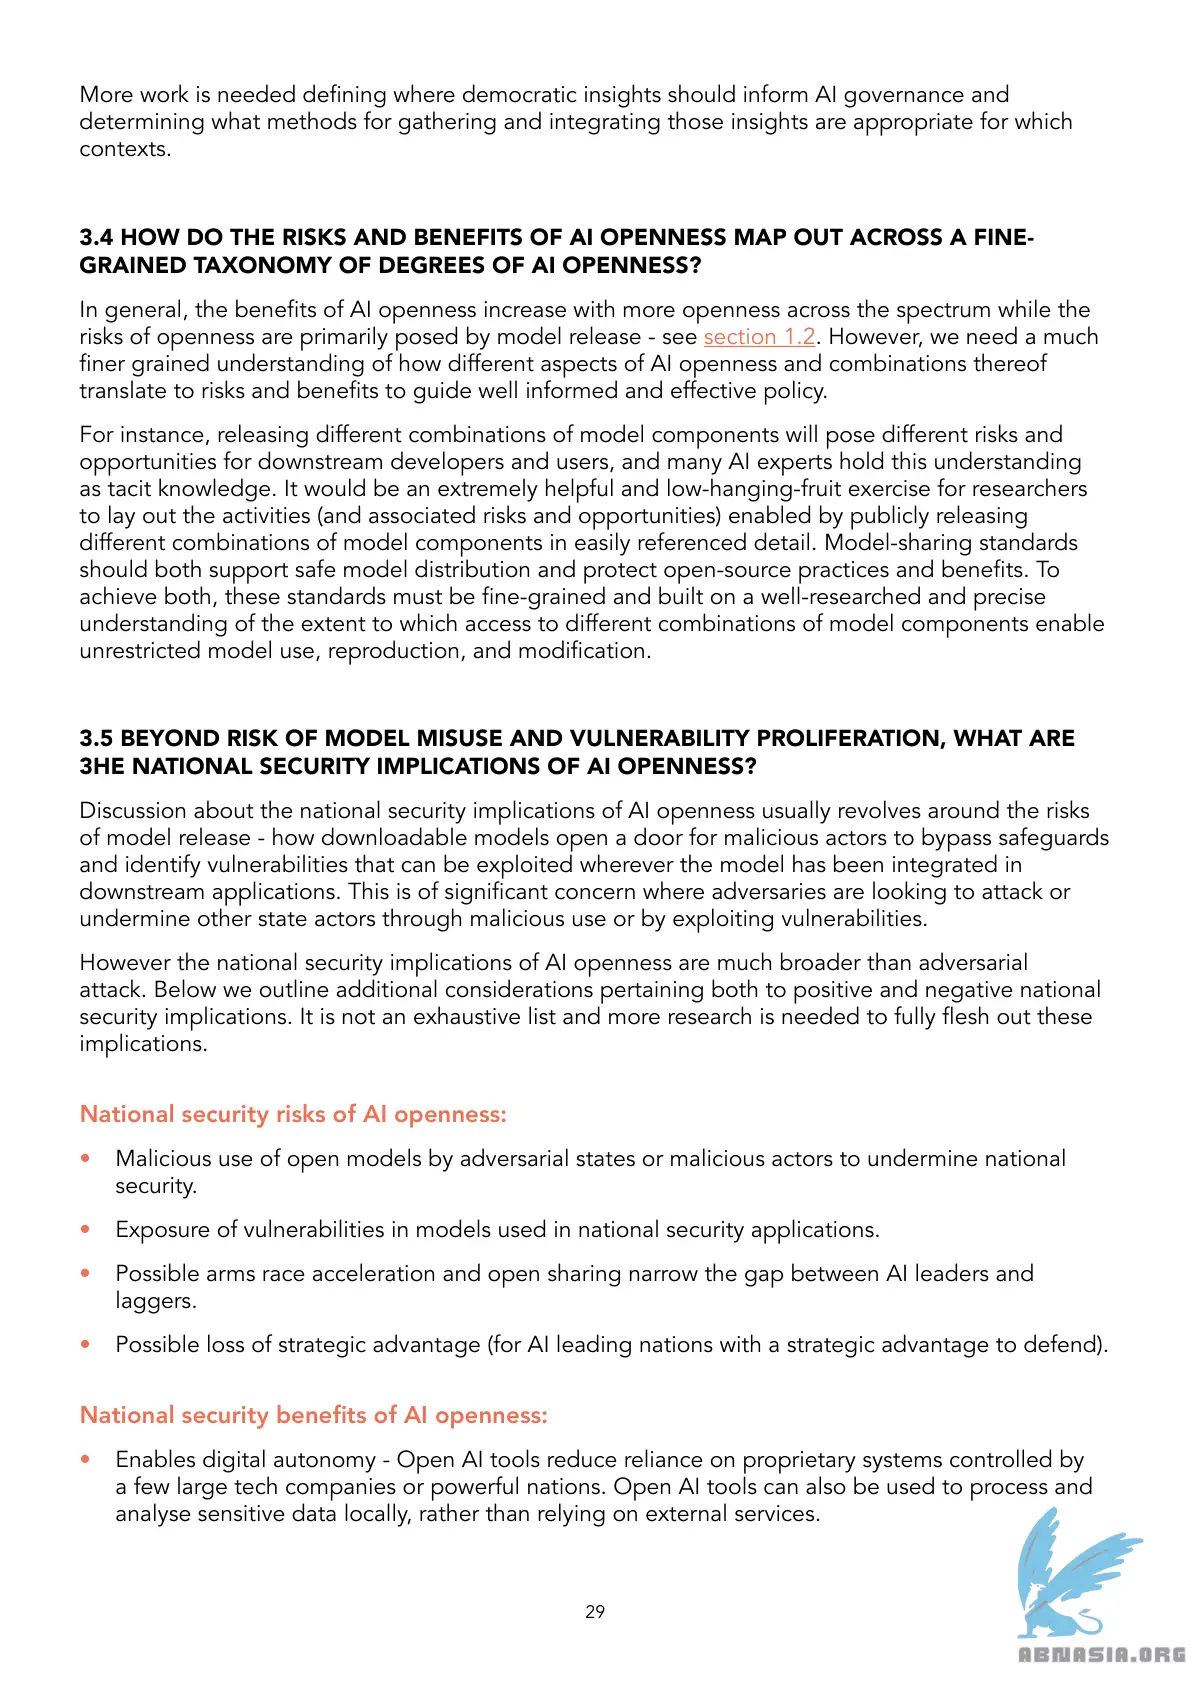 More work is needed defining where democratic insights should inform AI governance and
determining what methods for gathering and integrating those insights are appropriate for which
contexts.
3.4 HOW DO THE RISKS AND BENEFITS OF AI OPENNESS MAP OUT ACROSS A FINE-
GRAINED TAXONOMY OF DEGREES OF AI OPENNESS?
In general, the benefits of AI openness increase with more openness across the spectrum while the
risks of openness are primarily posed by model release - see section 1.2. However, we need a much
finer grained understanding of how different aspects of AI openness and combinations thereof
translate to risks and benefits to guide well informed and effective policy.
For instance, releasing different combinations of model components will pose different risks and
opportunities for downstream developers and users, and many AI experts hold this understanding
as tacit knowledge. It would be an extremely helpful and low-hanging-fruit exercise for researchers
to lay out the activities (and associated risks and opportunities) enabled by publicly releasing
different combinations of model components in easily referenced detail. Model-sharing standards
should both support safe model distribution and protect open-source practices and benefits. To
achieve both, these standards must be fine-grained and built on a well-researched and precise
understanding of the extent to which access to different combinations of model components enable
unrestricted model use, reproduction, and modification.
3.5 BEYOND RISK OF MODEL MISUSE AND VULNERABILITY PROLIFERATION, WHAT ARE
3HE NATIONAL SECURITY IMPLICATIONS OF AI OPENNESS?
Discussion about the national security implications of AI openness usually revolves around the risks
of model release - how downloadable models open a door for malicious actors to bypass safeguards
and identify vulnerabilities that can be exploited wherever the model has been integrated in
downstream applications. This is of significant concern where adversaries are looking to attack or
undermine other state actors through malicious use or by exploiting vulnerabilities.
However the national security implications of AI openness are much broader than adversarial
attack. Below we outline additional considerations pertaining both to positive and negative national
security implications. It is not an exhaustive list and more research is needed to fully flesh out these
implications.
National security risks of AI openness:
• Malicious use of open models by adversarial states or malicious actors to undermine national
security.
• Exposure of vulnerabilities in models used in national security applications.
• Possible arms race acceleration and open sharing narrow the gap between AI leaders and
laggers.
• Possible loss of strategic advantage (for AI leading nations with a strategic advantage to defend).
National security benefits of AI openness:
• Enables digital autonomy - Open AI tools reduce reliance on proprietary systems controlled by
a few large tech companies or powerful nations. Open AI tools can also be used to process and
analyse sensitive data locally, rather than relying on external services.
29
ABNASIA.ORG